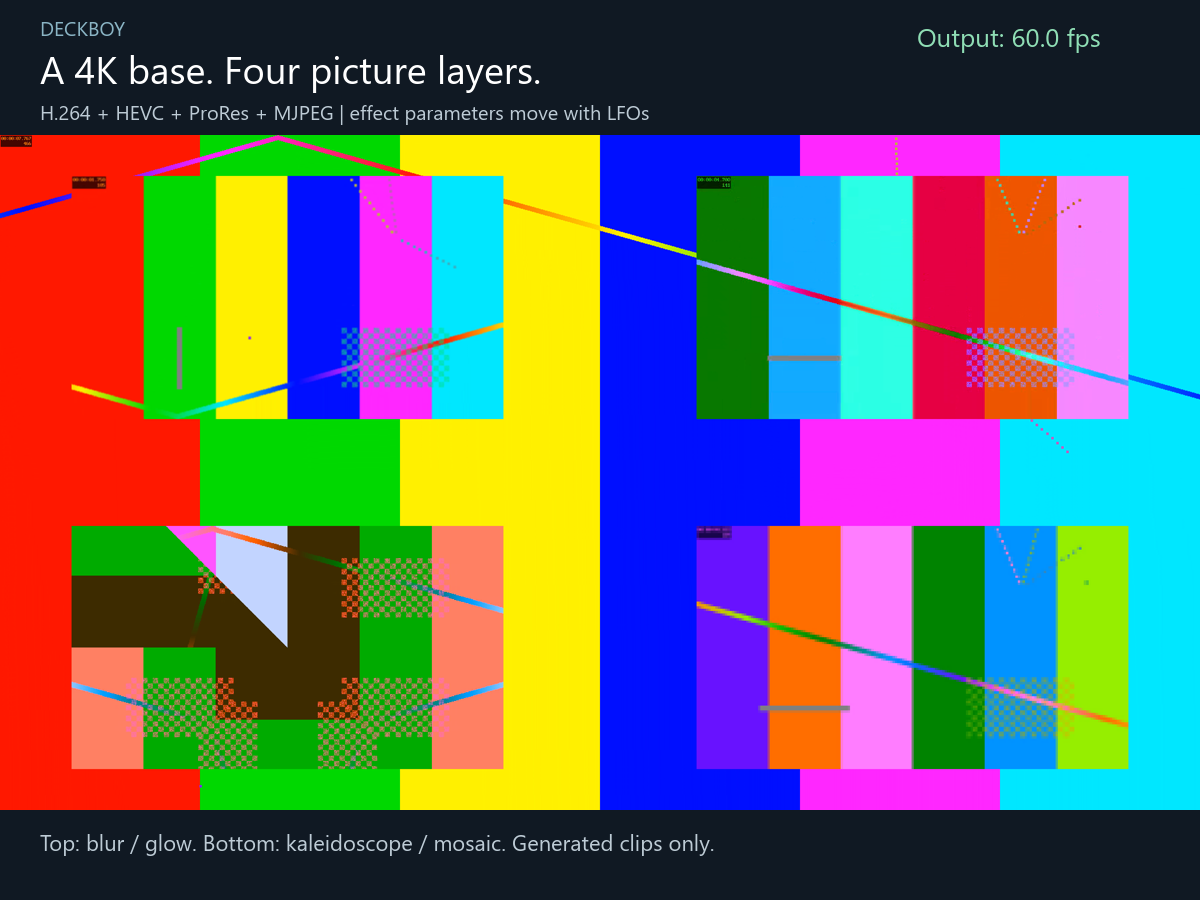 DECKBOY
Output: 60.0 fps
A 4K base. Four picture layers.
H.264 + HEVC + ProRes + MJPEG | effect parameters move with LFOs
Top: blur / glow. Bottom: kaleidoscope / mosaic. Generated clips only.